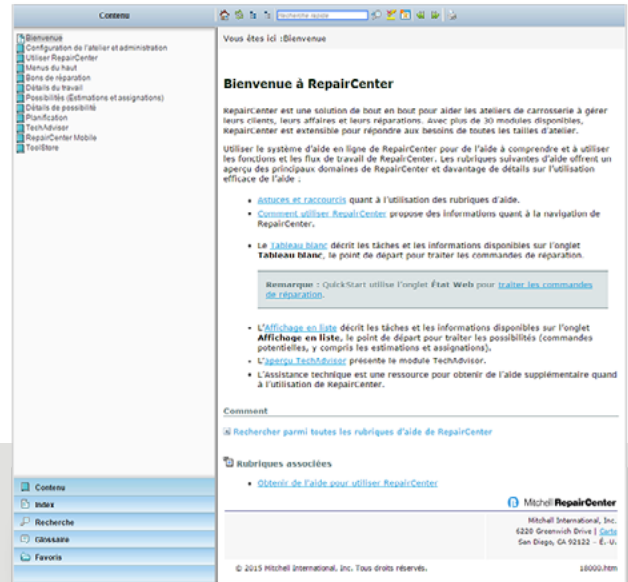 Contenu
Recherche rapide
Bienvenue
Configuration de l'atelier et administration
Utiliser RepairCenter
Menus du haut
Bons de réparation
Détails du travail
Possibilités (Estimations et assignations)
Détails de possibilité
Planification
TechAdvisor
RepairCenter Mobile
ToolStore
Contenu
Index
Recherche
Glossaire
Favoris
Vous êtes ici :Bienvenue
Bienvenue à RepairCenter
RepairCenter est une solution de bout en bout pour aider les ateliers de carrosserie à gérer
leurs clients, leurs affaires et leurs réparations. Avec plus de 30 modules disponibles,
RepairCenter est extensible pour répondre aux besoins de toutes les tailles d'atelier.
Utiliser le système d'aide en ligne de RepairCenter pour de l'aide à comprendre et à utiliser
les fonctions et les flux de travail de RepairCenter. Les rubriques suivantes d'aide offrent un
aperçu des principaux domaines de RepairCenter et davantage de détails sur l'utilisation
efficace de l'aide :
• Astuces et raccourcis quant à l'utilisation des rubriques d'aide.
• Comment utiliser RepairCenter propose des informations quant à la navigation de
RepairCenter.
• Le Tableau blanc décrit les tâches et les informations disponibles sur l'onglet
Tableau blanc, le point de départ pour traiter les commandes de réparation.
Remarque : QuickStart utilise l'onglet État Web pour traiter les commandes
de réparation.
• L'Affichage en liste décrit les tâches et les informations disponibles sur l'onglet
Affichage en liste, le point de départ pour traiter les possibilités (commandes
potentielles, y compris les estimations et assignations).
• L'aperçu TechAdvisor présente le module TechAdvisor.
• L'Assistance technique est une ressource pour obtenir de l'aide supplémentaire quand
à l'utilisation de RepairCenter.
Comment
Rechercher parmi toutes les rubriques d'aide de RepairCenter
Rubriques associées
• Obtenir de l'aide pour utiliser RepairCenter
Mitchell RepairCenter
Mitchell International, Inc.
6220 Greenwich Drive | Carte
San Diego, CA 92122 – É.-U.
© 2015 Mitchell International, Inc. Tous droits réservés.
18000.htm